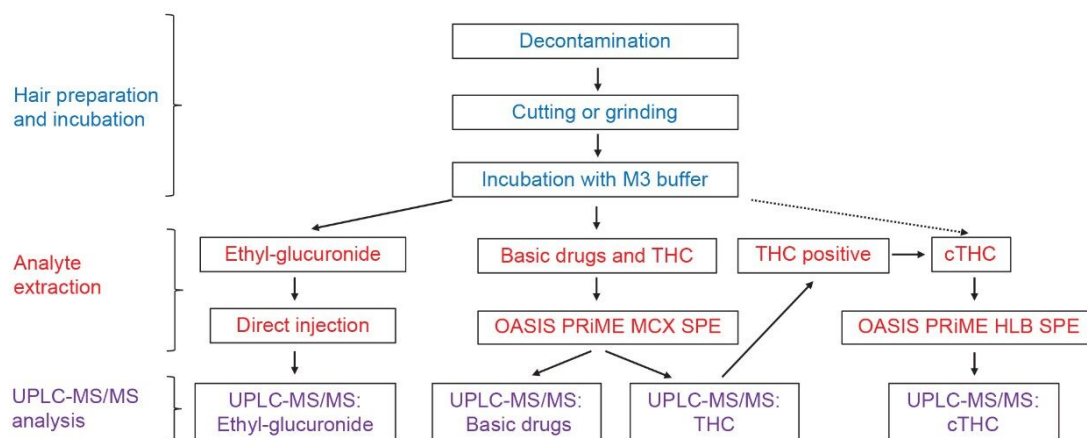 Decontamination
Hair preparation
and incubation
Cutting or grinding
Incubation with M3 buffer
Analyte
extraction
Ethyl-glucuronide
Basic drugs and THC
THC positive
cTHC
Direct injection
OASIS PRiME MCX SPE
OASIS PRiME HLB SPE
UPLC-MS/MS
analysis
UPLC-MS/MS:
Ethyl-glucuronide
UPLC-MS/MS:
Basic drugs
UPLC-MS/MS:
THC
UPLC-MS/MS:
cTHC